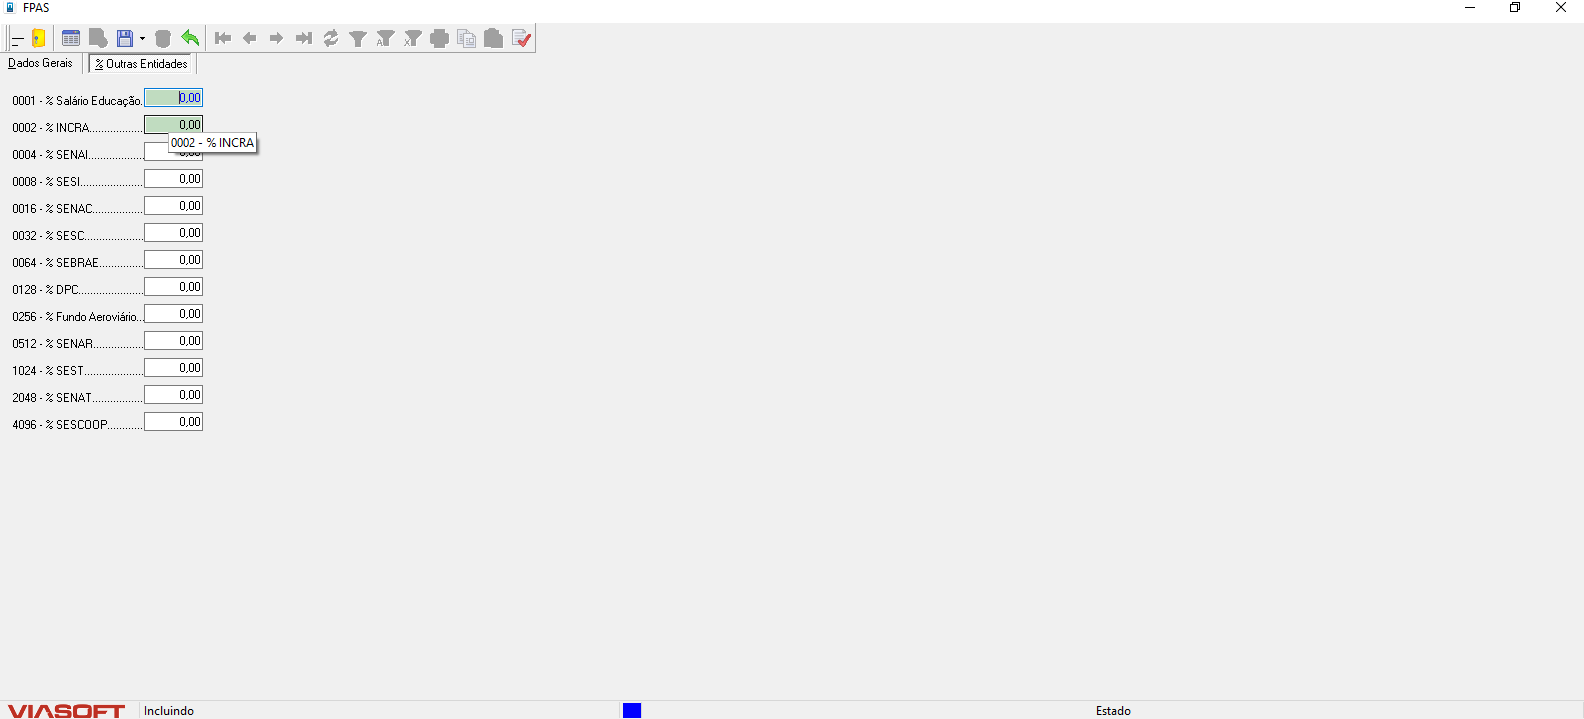 FPAS
Dados Gerais
% Outras Entidades
0001 - % Salário Educação. 0,00
0002 - % INCRA.................. 0,00
0002 - % INCRA
0004 - % SENAI................... 0,00
0008 - % SESI..................... 0,00
0016 - % SENAC................. 0,00
0032 - % SESC.................... 0,00
0064 - % SEBRAE............... 0,00
0128 - % DPC...................... 0,00
0256 - % Fundo Aeroviário... 0,00
0512 - % SENAR................. 0,00
1024 - % SEST.................... 0,00
2048 - % SENAT................. 0,00
4096 - % SESCOOP............ 0,00
VIASOFT Incluindo Estado